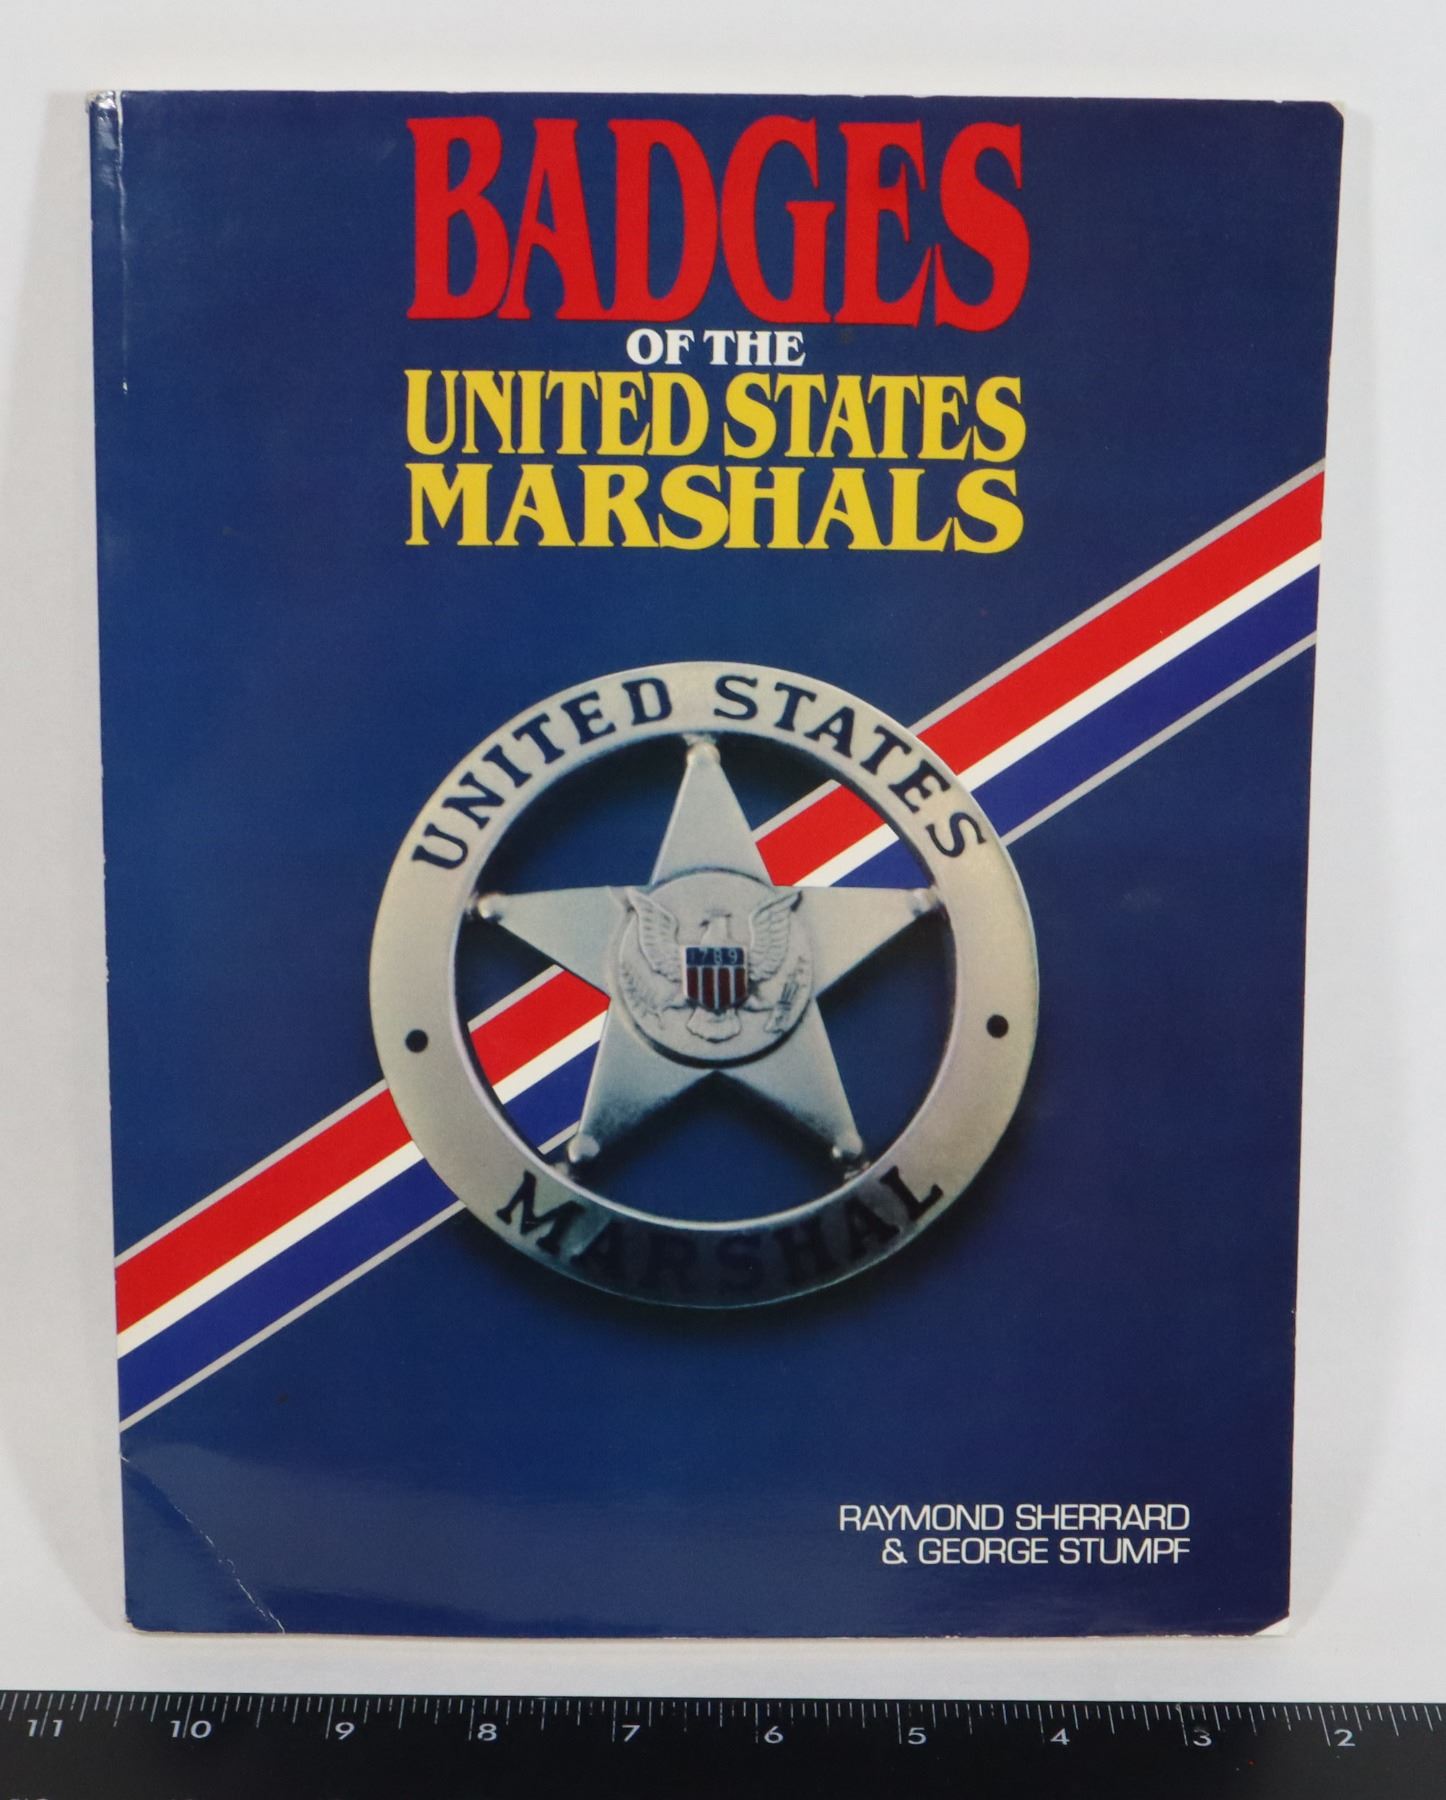 BADGES
OF THE
UNITED STATES
MARSHALS
UNITED STATES
1789
MARSHAL
RAYMOND SHERRARD
& GEORGE STUMPF
11 10 9 8 7 6 5 4 3 2